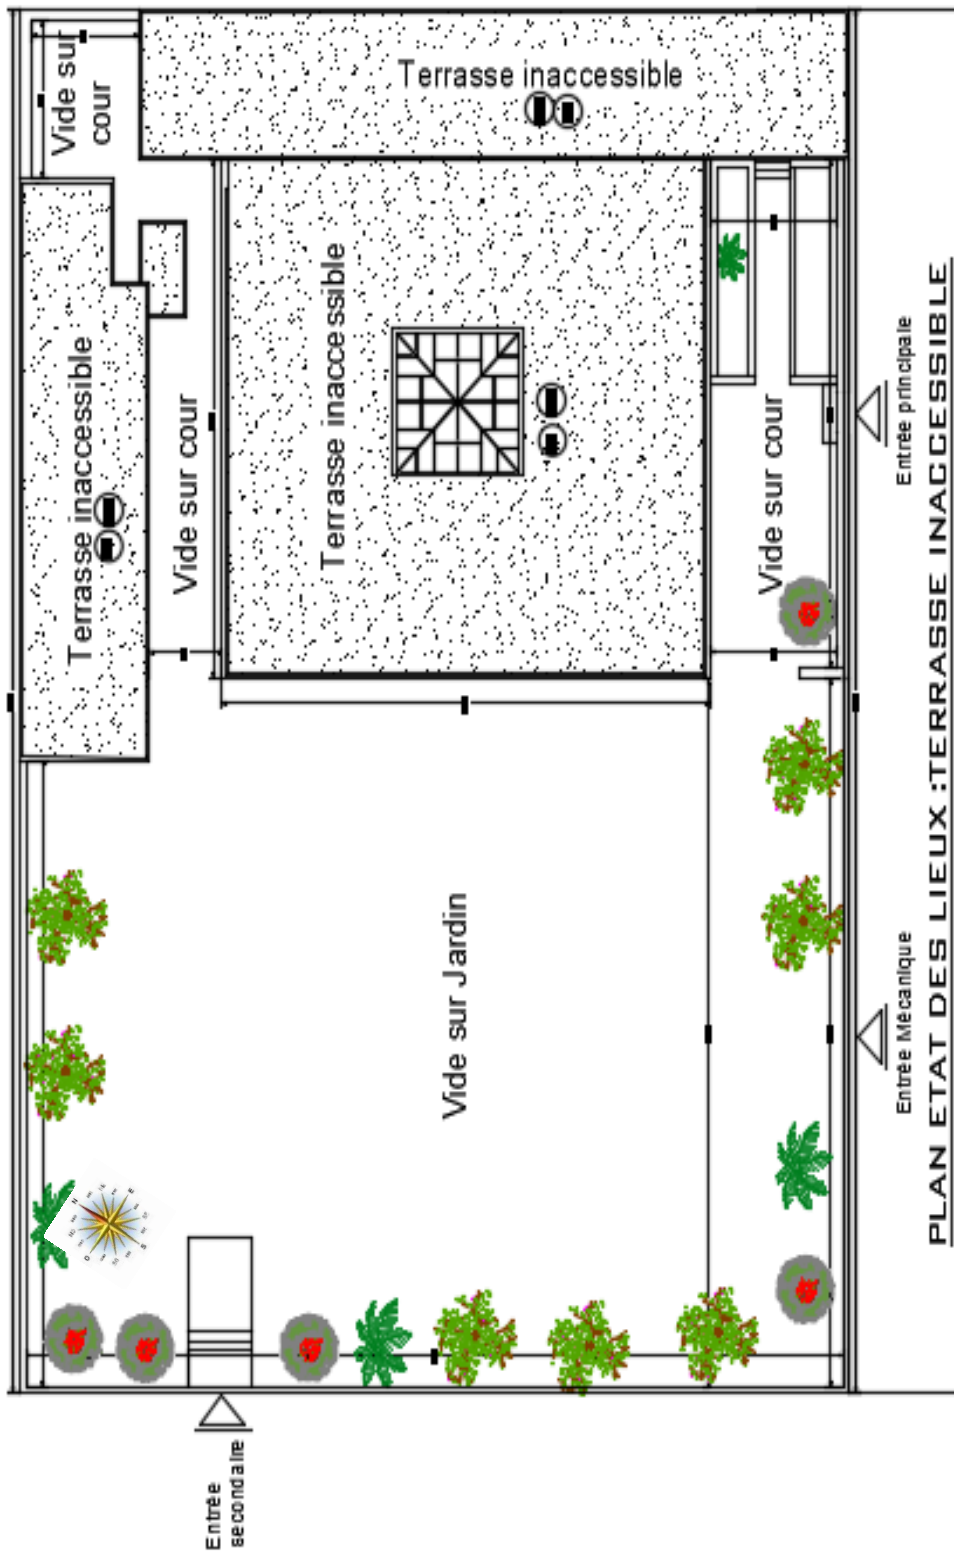 Vide sur
cour
Terrasse inaccessible
Terrasse inaccessible
Vide sur cour
Terrasse inaccessible
Vide sur cour
Vide sur Jardin
Entrée principale
Entrée Mécanique
Entrée
secondaire
PLAN ETAT DES LIEUX :TERRASSE INACCESSIBLE